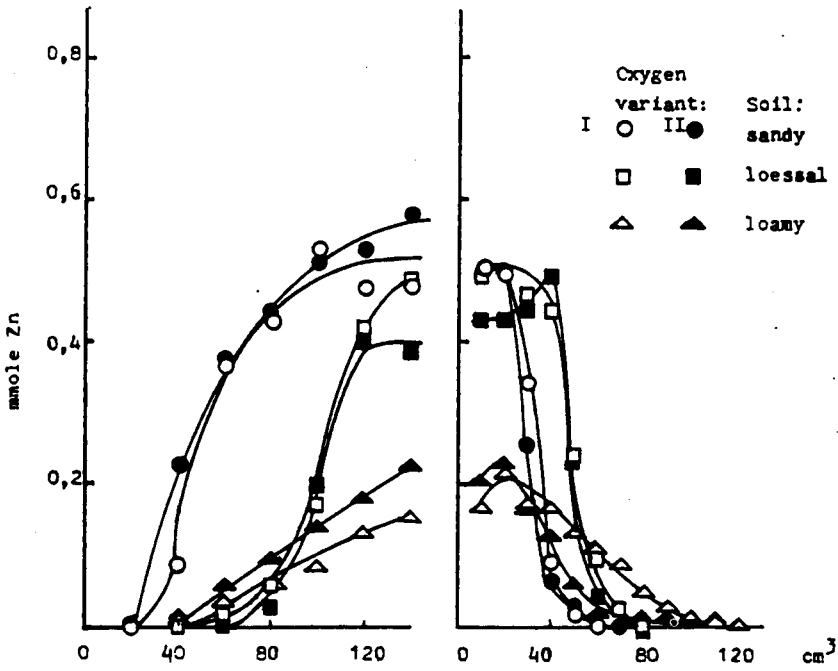 0,8
Oxygen
variant: Soil:
I II sandy
0,6
loessal
loamy
0,4
mmole Zn
0,2
0 40 80 120 0 40 80 120 cm³